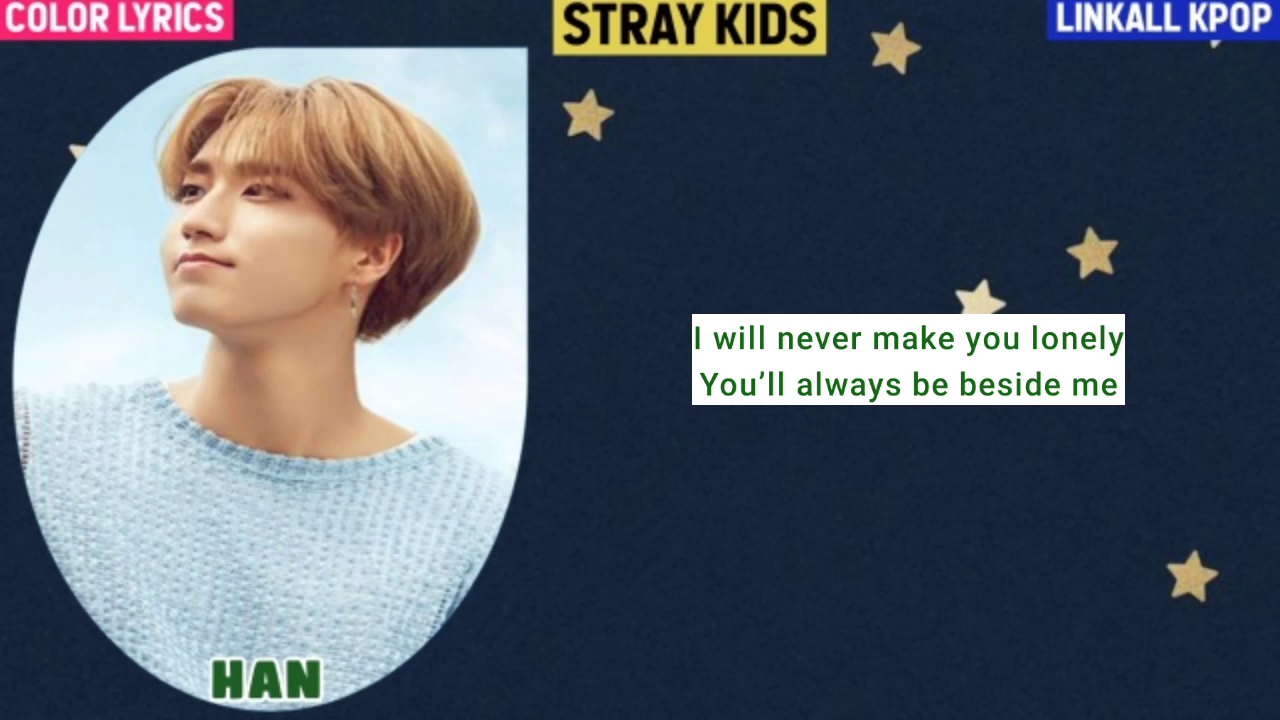 COLOR LYRICS
STRAY KIDS
LINKALL KPOP
I will never make you lonely
You’ll always be beside me
HAN